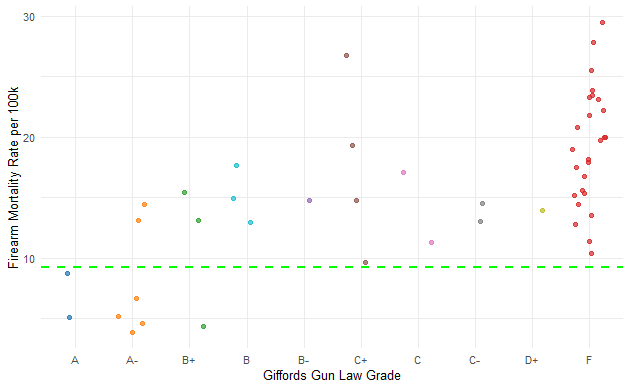 30
20
10
Firearm Mortality Rate per 100k
A A- B+ B B- C+ C C- D+ F
Giffords Gun Law Grade